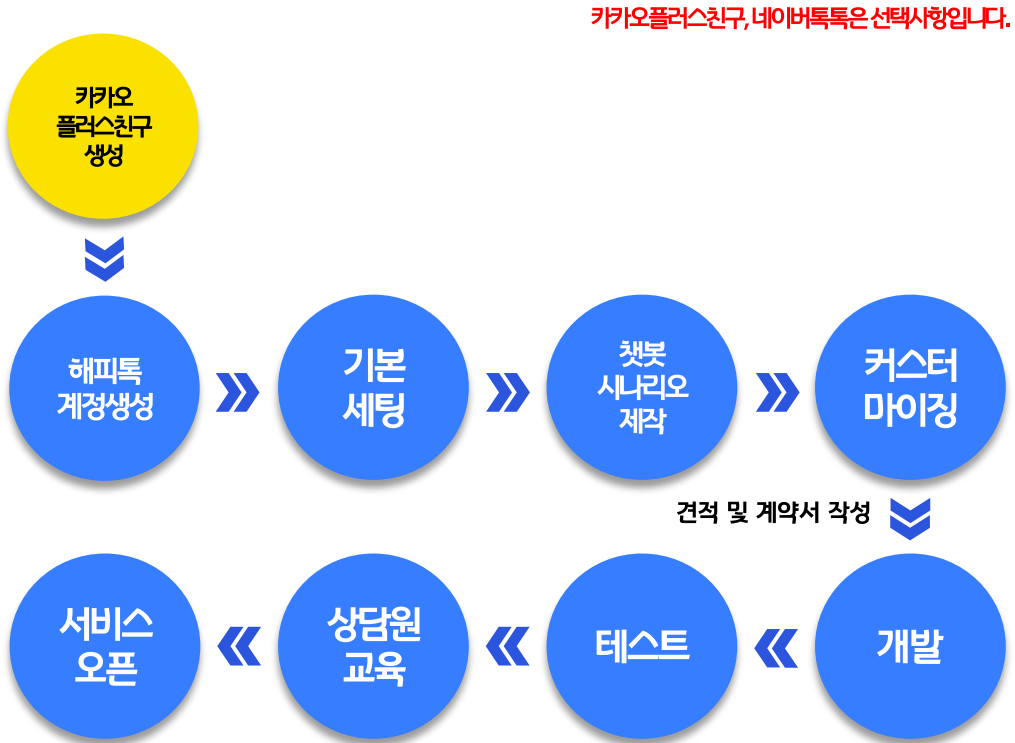 카카오플러스친구, 네이버톡톡은 선택사항입니다.
카카오
플러스친구
생성
해피톡
계정생성
기본
세팅
챗봇
시나리오
제작
커스터
마이징
견적 및 계약서 작성
서비스
오픈
상담원
교육
테스트
개발